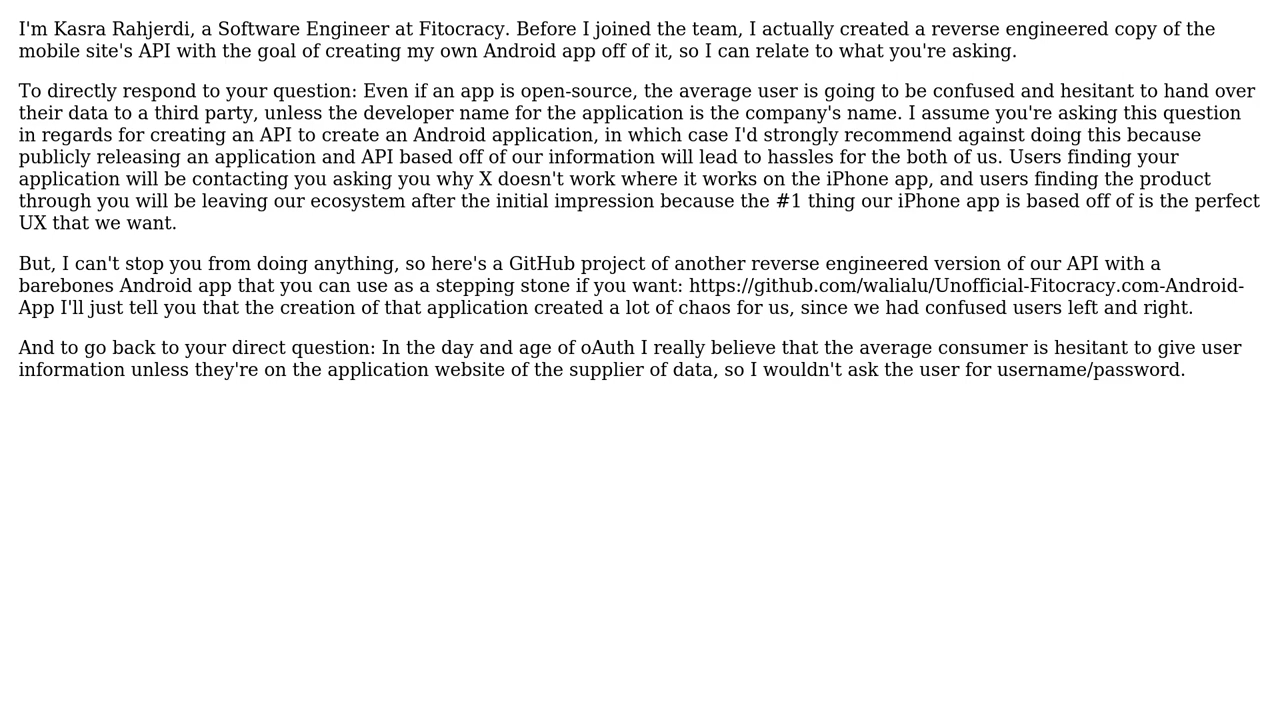 I'm Kasra Rahjerdi, a Software Engineer at Fitocracy. Before I joined the team, I actually created a reverse engineered copy of the
mobile site's API with the goal of creating my own Android app off of it, so I can relate to what you're asking.
To directly respond to your question: Even if an app is open-source, the average user is going to be confused and hesitant to hand over
their data to a third party, unless the developer name for the application is the company's name. I assume you're asking this question
in regards for creating an API to create an Android application, in which case I'd strongly recommend against doing this because
publicly releasing an application and API based off of our information will lead to hassles for the both of us. Users finding your
application will be contacting you asking you why X doesn't work where it works on the iPhone app, and users finding the product
through you will be leaving our ecosystem after the initial impression because the #1 thing our iPhone app is based off of is the perfect
UX that we want.
But, I can't stop you from doing anything, so here's a GitHub project of another reverse engineered version of our API with a
barebones Android app that you can use as a stepping stone if you want: https://github.com/walialu/Unofficial-Fitocracy.com-Android-
App I'll just tell you that the creation of that application created a lot of chaos for us, since we had confused users left and right.
And to go back to your direct question: In the day and age of oAuth I really believe that the average consumer is hesitant to give user
information unless they're on the application website of the supplier of data, so I wouldn't ask the user for username/password.